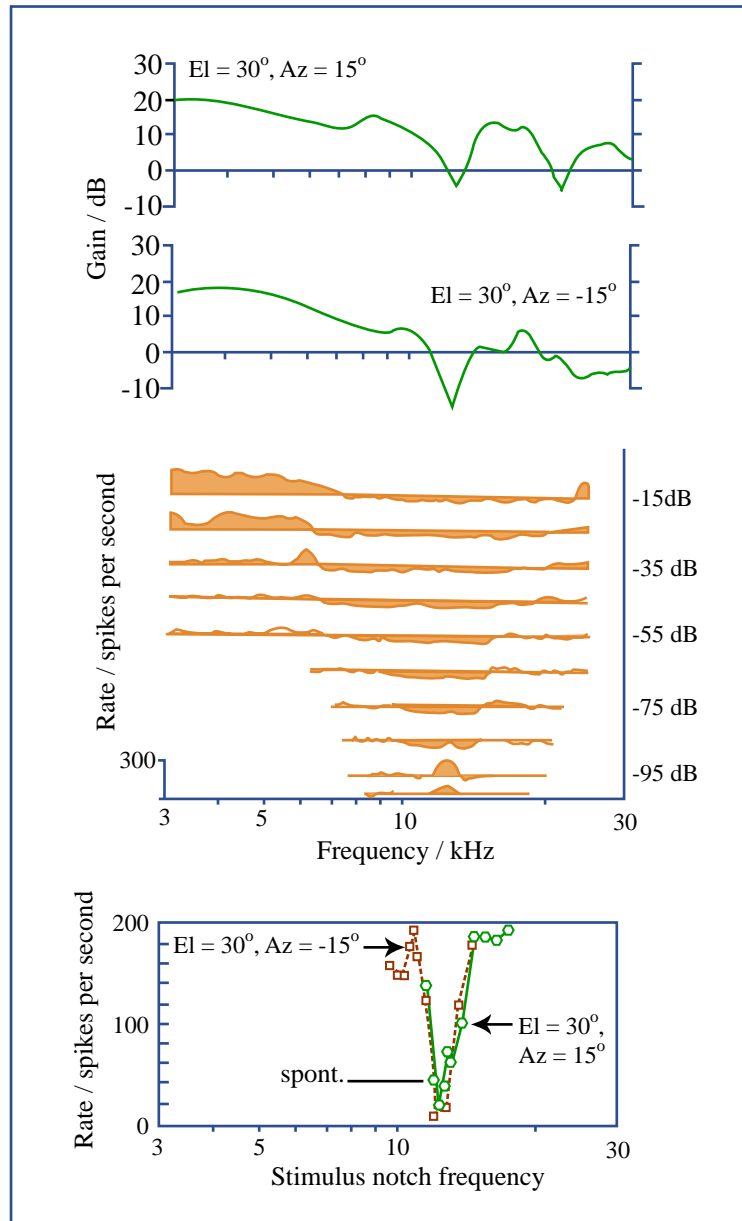 30
El = 30°, Az = 15°
20
10
0
-10
Gain / dB
30
20
El = 30°, Az = -15°
10
0
-10
Rate / spikes per second
-15dB
-35 dB
-55 dB
-75 dB
300
-95 dB
3 5 10 30
Frequency / kHz
Rate / spikes per second
200
El = 30°, Az = -15°
100
El = 30°,
Az = 15°
spont.
0
3 5 10 30
Stimulus notch frequency